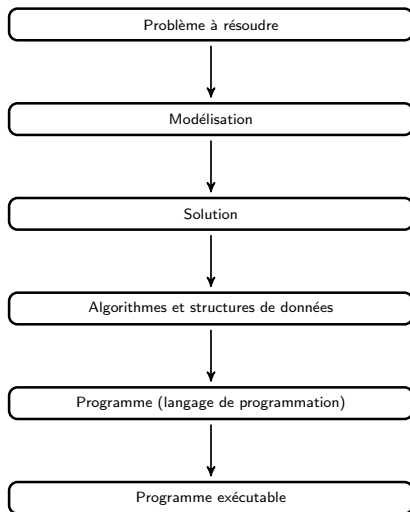 Problème à résoudre
Modélisation
Solution
Algorithmes et structures de données
Programme (langage de programmation)
Programme exécutable